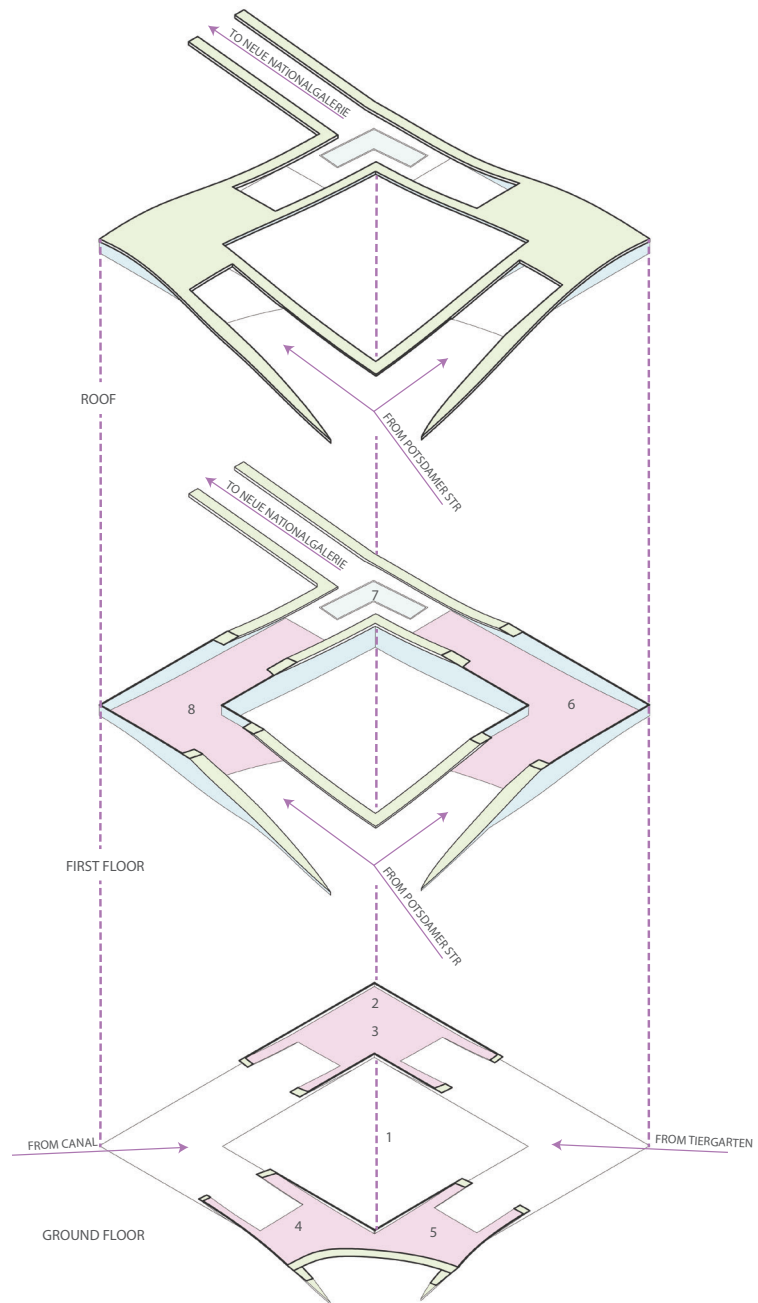 TO NEUE NATIONALGALERIE
ROOF
FROM POTSDAMER STR
TO NEUE NATIONALGALERIE
7
8
6
FIRST FLOOR
FROM POTSDAMER STR
2
3
1
FROM CANAL
FROM TIERGARTEN
4
5
GROUND FLOOR